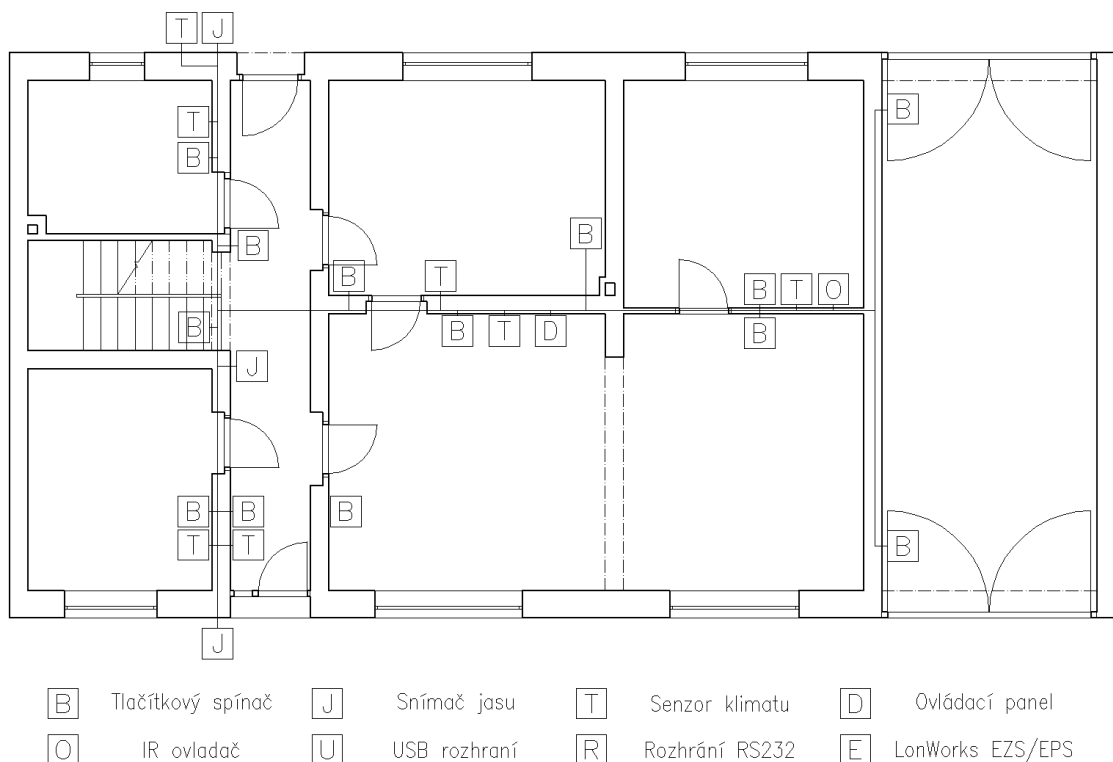 T J
T
B
B
B
B
B T
B T D
B T O
B
B
J
B B
B
T T
B
J
B Tlačítkový spínač J Snímač jasu T Senzor klimatu D Ovládací panel
O IR ovladač U USB rozhraní R Rozhrání RS232 E LonWorks EZS/EPS